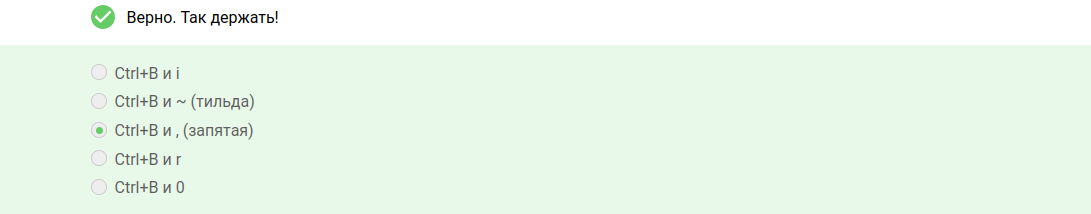 Верно. Так держать!
Ctrl+B и i
Ctrl+B и ~ (тильда)
Ctrl+B и , (запятая)
Ctrl+B и r
Ctrl+B и 0